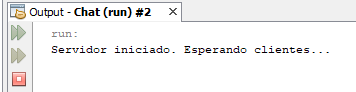 Output - Chat (run) #2
run:
Servidor iniciado. Esperando clientes...